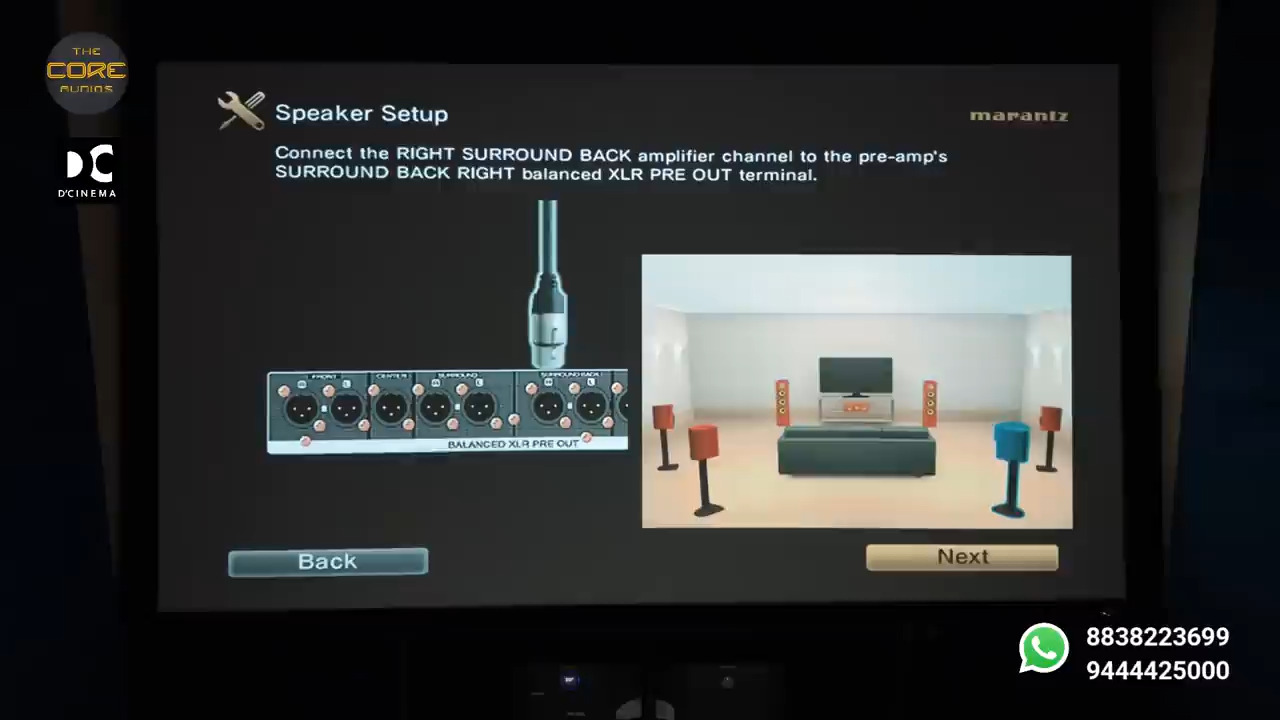 THE
CORE
AUDIOS
D'CINEMA
Speaker Setup
marantz
Connect the RIGHT SURROUND BACK amplifier channel to the pre-amp's
SURROUND BACK RIGHT balanced XLR PRE OUT terminal.
FRONT
CENTER
SURROUND
SURROUND BACK
R
L
R
L
R
L
BALANCED XLR PRE OUT
Back
Next
8838223699
9444425000